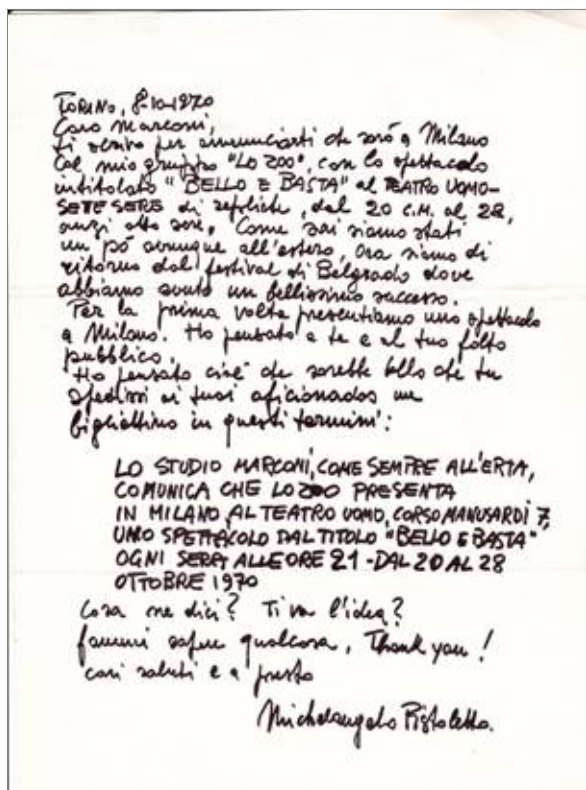 TORINO, 8-10-1970
Caro Marconi,
ti scrivo per annunciarti che sarò a Milano
col mio gruppo "LO ZOO", con lo spettacolo
intitolato "BELLO E BASTA" al TEATRO UOMO-
SETE SERE di repliche, dal 20 C.M. al 28,
anzi otto sere. Come sai siamo stati
un pò ovunque all'estero, ora siamo di
ritorno dal festival di Belgrado dove
abbiamo avuto un bellissimo successo.
Per la prima volta presentiamo uno spettacolo
a Milano. Ho pensato a te e al tuo folto
pubblico.
Ho pensato cioè che sarebbe bello che tu
spedissi ai tuoi aficionados un
bigliettino in questi termini:
LO STUDIO MARCONI, COME SEMPRE ALL'ERTA,
COMUNICA CHE LO ZOO PRESENTA
IN MILANO, AL TEATRO UOMO, CORSO MANUSARDI 7,
UNO SPETTACOLO DAL TITOLO "BELLO E BASTA"
OGNI SERA ALLE ORE 21 - DAL 20 AL 28
OTTOBRE 1970
Cosa ne dici? Ti va l'idea?
fammi sapere qualcosa, Thank you!
cari saluti e a presto
Michelangelo Pistoletto.